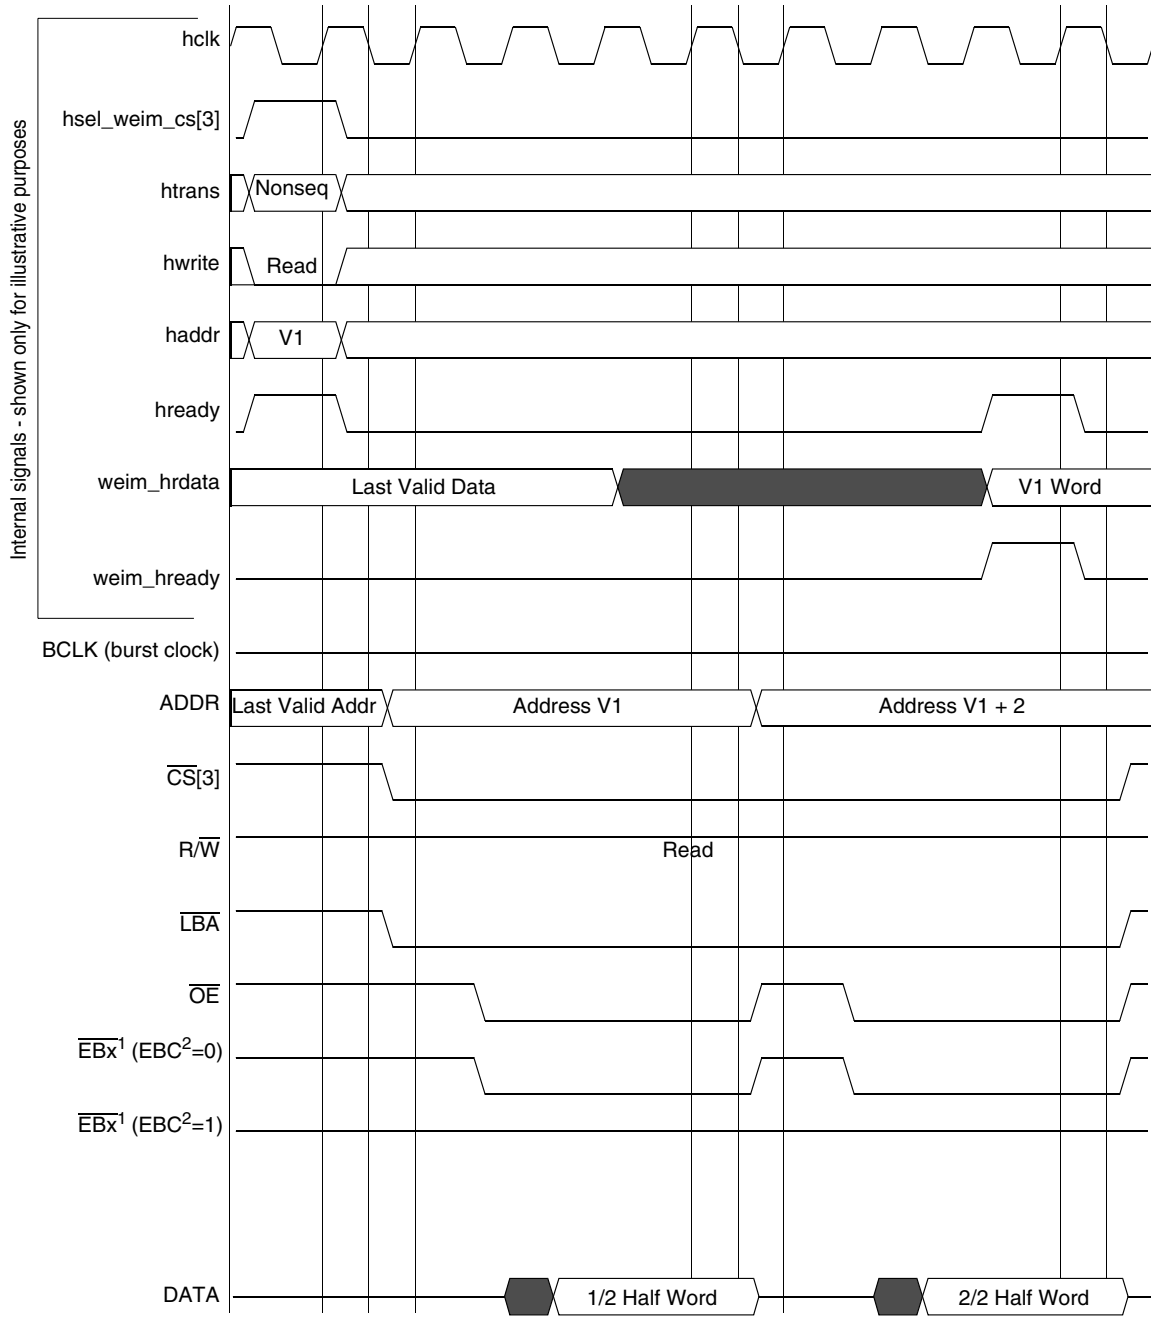 Internal signals - shown only for illustrative purposes
hclk
hsel_weim_cs[3]
htrans
Nonseq
hwrite
Read
haddr
V1
hready
weim_hrdata
Last Valid Data
V1 Word
weim_hready
BCLK (burst clock)
ADDR
Last Valid Addr
Address V1
Address V1 + 2
CS[3]
R/W
Read
LBA
OE
EBx1 (EBC2=0)
EBx1 (EBC2=1)
DATA
1/2 Half Word
2/2 Half Word